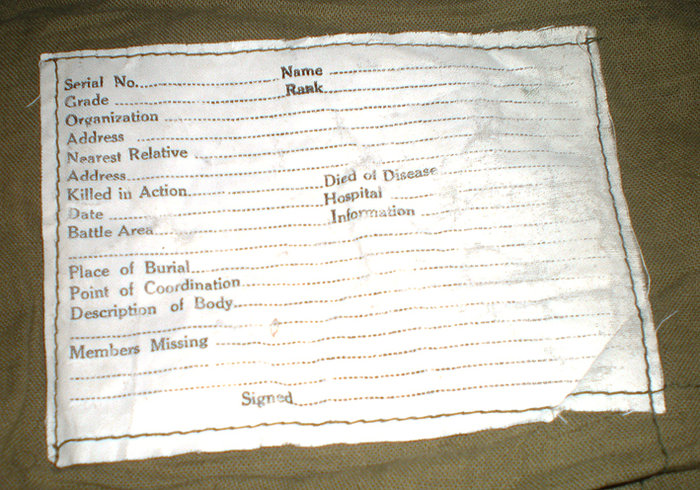 Serial No. Name
Grade Rank
Organization
Address
Nearest Relative
Address
Killed in Action Died of Disease
Date Hospital
Battle Area Information
Place of Burial
Point of Coordination
Description of Body
Members Missing
Signed